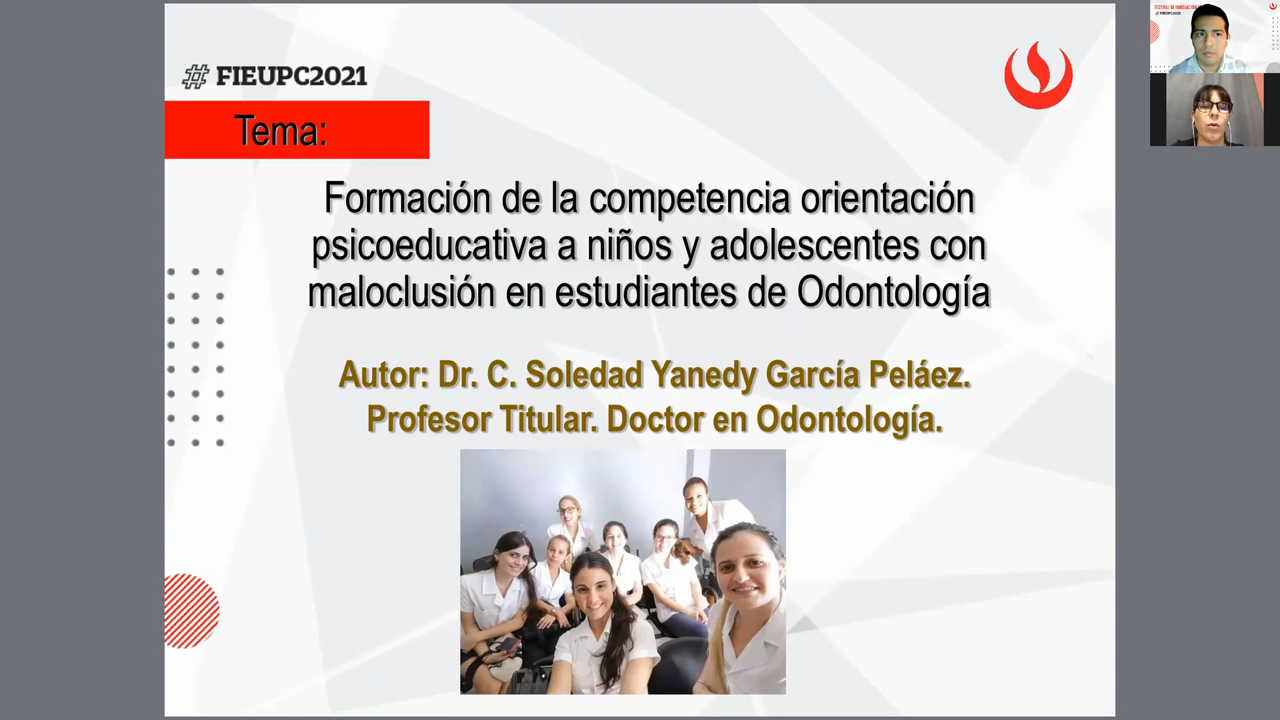 # FIEUPC2021
Tema:
Formación de la competencia orientación
psicoeducativa a niños y adolescentes con
maloclusión en estudiantes de Odontología
Autor: Dr. C. Soledad Yanedy García Peláez.
Profesor Titular. Doctor en Odontología.
#FIEUPC2021